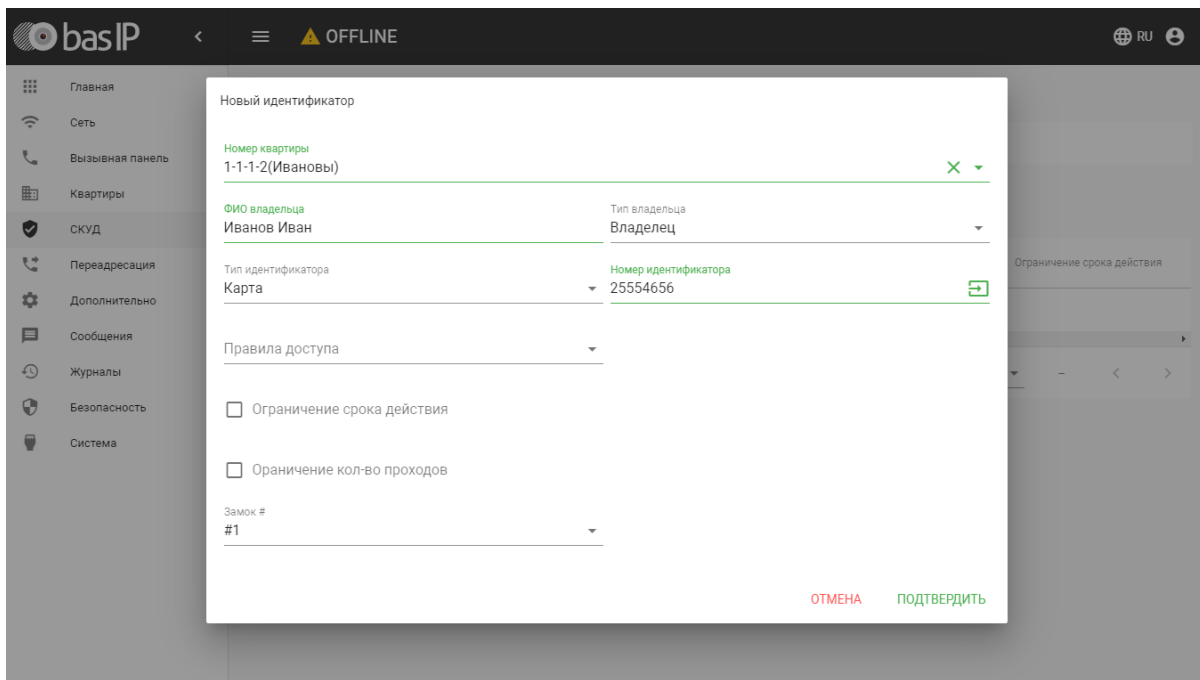 basIP
OFFLINE
RU
Главная
Сеть
Вызывная панель
Квартиры
СКУД
Переадресация
Дополнительно
Сообщения
Журналы
Безопасность
Система
Новый идентификатор
Номер квартиры
1-1-1-2(Ивановы)
ФИО владельца
Иванов Иван
Тип владельца
Владелец
Тип идентификатора
Карта
Номер идентификатора
25554656
Правила доступа
Ограничение срока действия
Ораничение кол-во проходов
Замок #
#1
ОТМЕНА
ПОДТВЕРДИТЬ
Ограничение срока действия
–